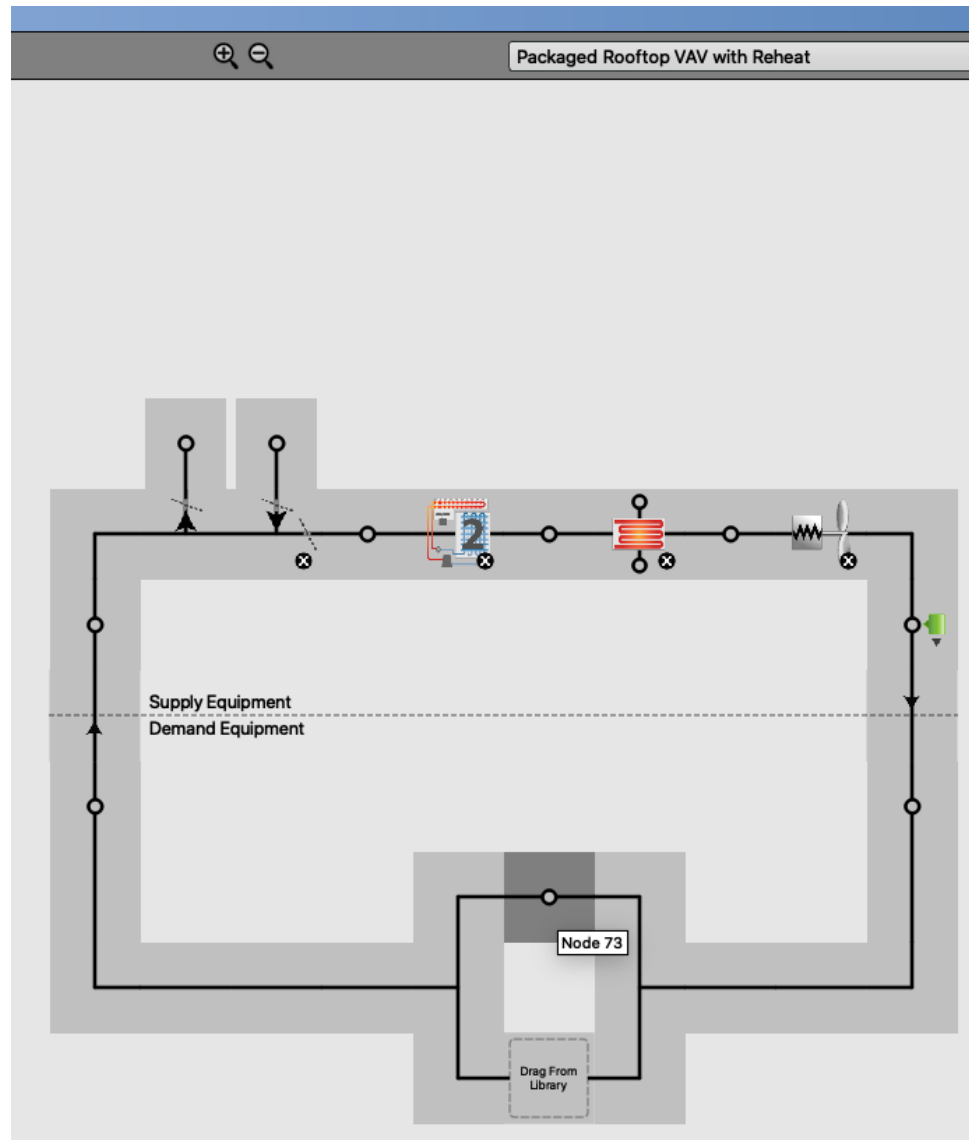 Packaged Rooftop VAV with Reheat
2
Supply Equipment
Demand Equipment
Node 73
Drag From
Library